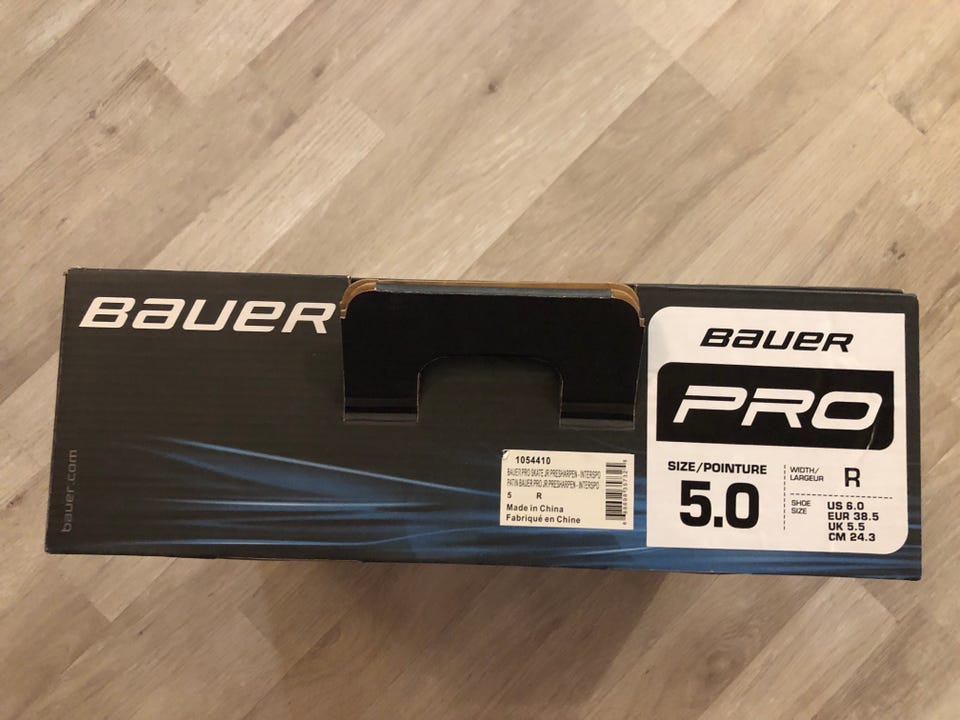 BAUER
bauer.com
1054410
BAUER PRO SKATE JR PRESHARPEN - INTERSPO
PATIN BAUER PRO JR PRESHARPEN - INTERSPO
5 R
Made in China
Fabriqué en Chine
BAUER
PRO
SIZE/POINTURE
5.0
WIDTH/
LARGEUR
R
SHOE
SIZE
US 6.0
EUR 38.5
UK 5.5
CM 24.3